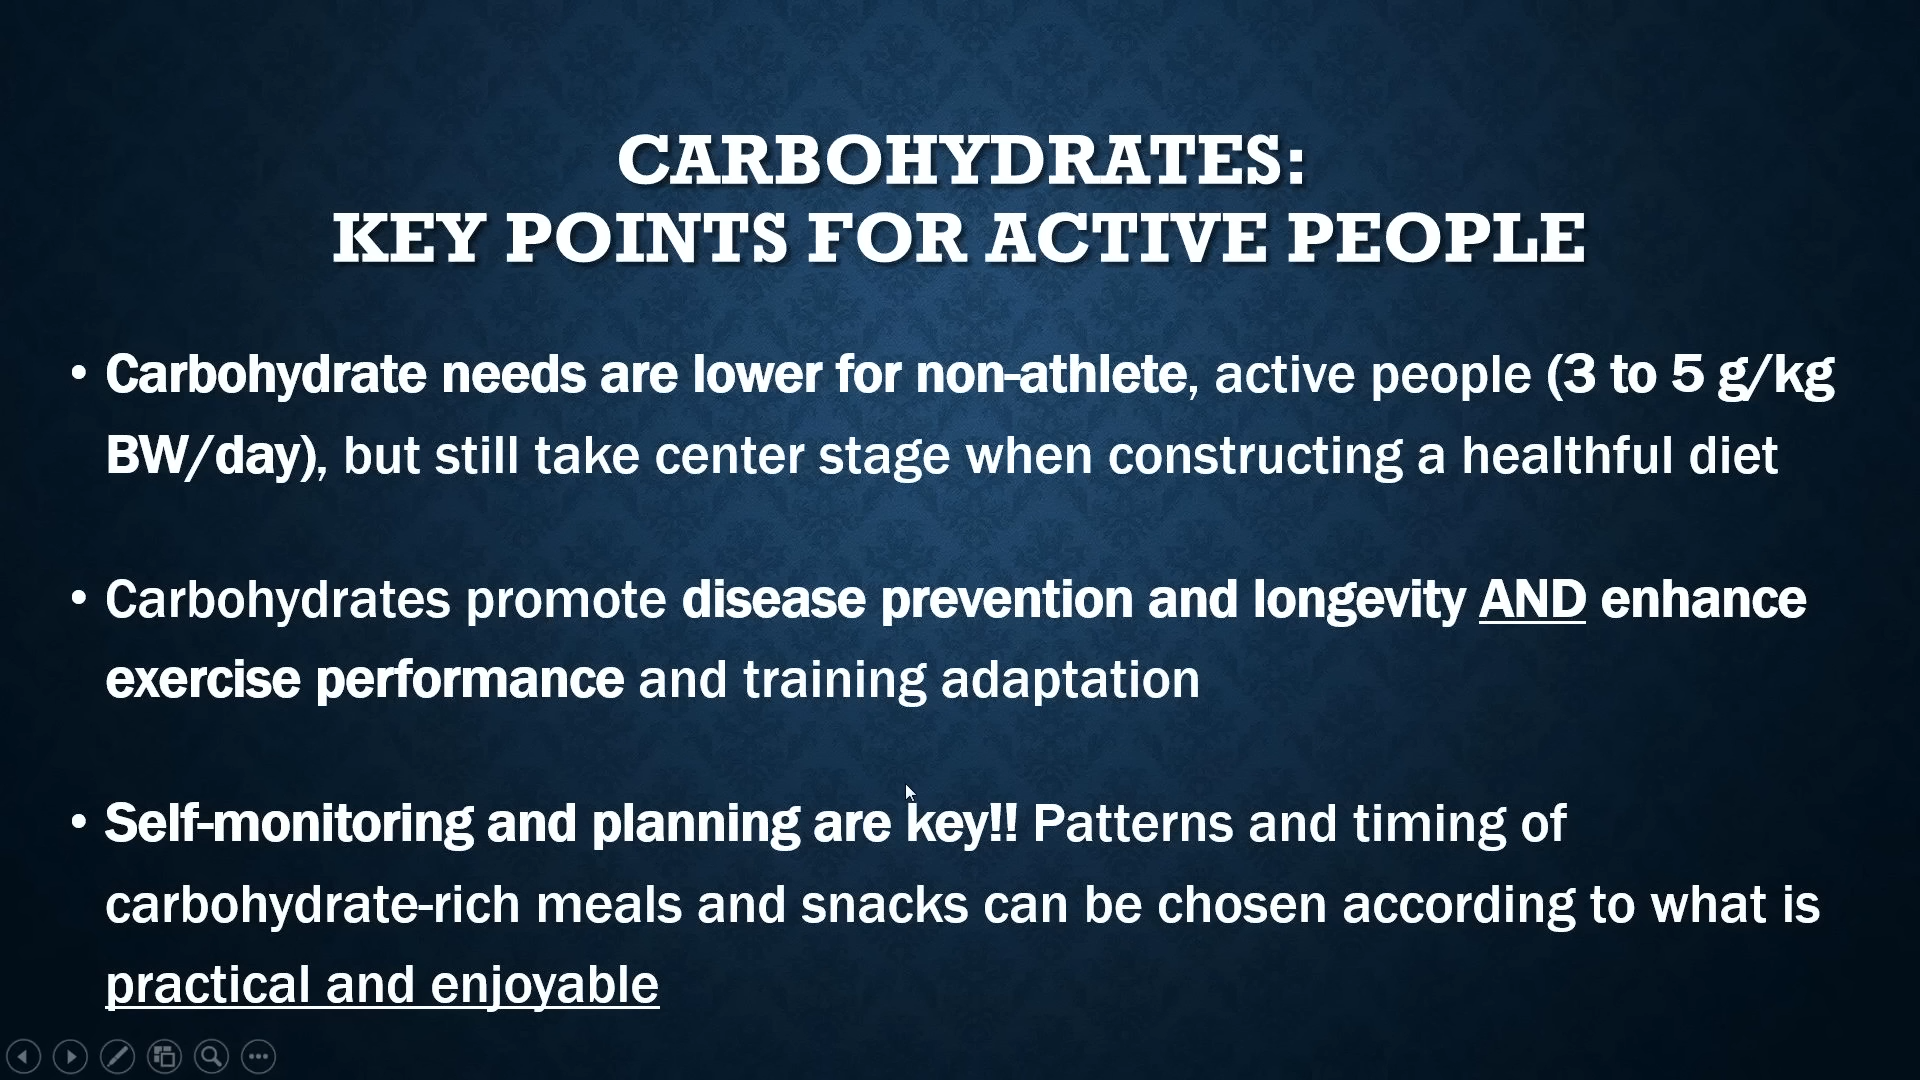 CARBOHYDRATES:
KEY POINTS FOR ACTIVE PEOPLE
• Carbohydrate needs are lower for non-athlete, active people (3 to 5 g/kg
BW/day), but still take center stage when constructing a healthful diet
• Carbohydrates promote disease prevention and longevity AND enhance
exercise performance and training adaptation
• Self-monitoring and planning are key!! Patterns and timing of
carbohydrate-rich meals and snacks can be chosen according to what is
practical and enjoyable